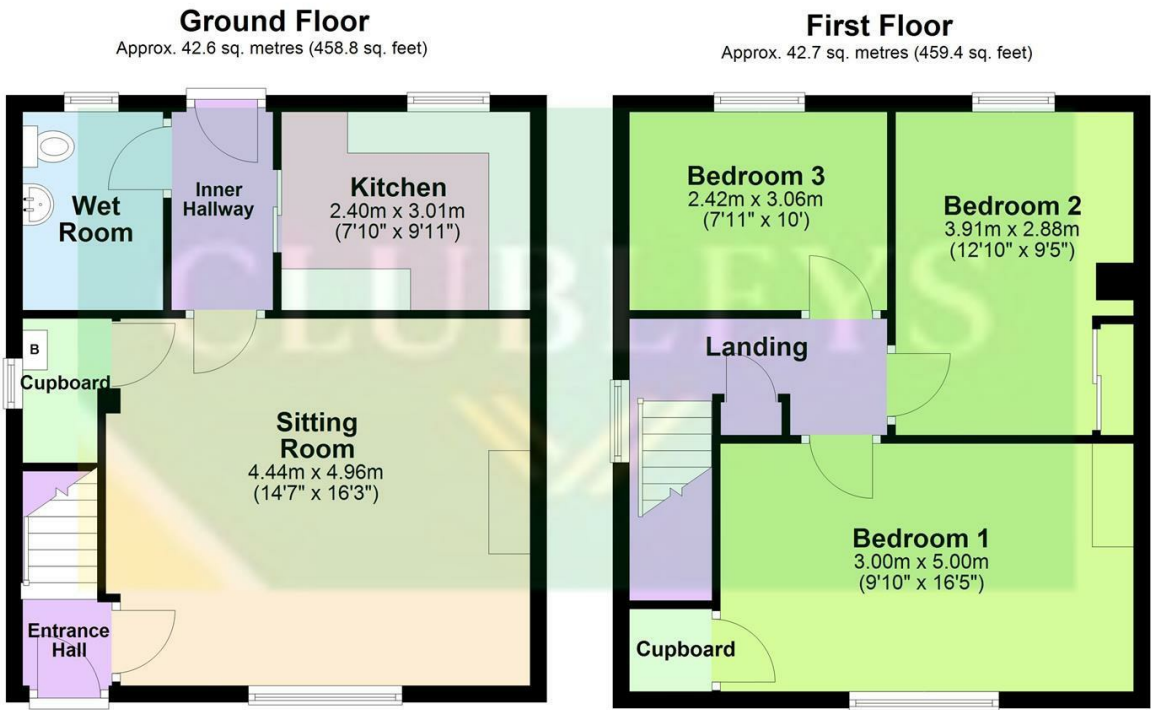 Ground Floor
Approx. 42.6 sq. metres (458.8 sq. feet)
First Floor
Approx. 42.7 sq. metres (459.4 sq. feet)
Wet
Room
Inner
Hallway
Kitchen
2.40m x 3.01m
(7'10" x 9'11")
B
Cupboard
Sitting
Room
4.44m x 4.96m
(14'7" x 16'3")
Entrance
Hall
Bedroom 3
2.42m x 3.06m
(7'11" x 10')
Bedroom 2
3.91m x 2.88m
(12'10" x 9'5")
Landing
Bedroom 1
3.00m x 5.00m
(9'10" x 16'5")
Cupboard
CLUBLEYS